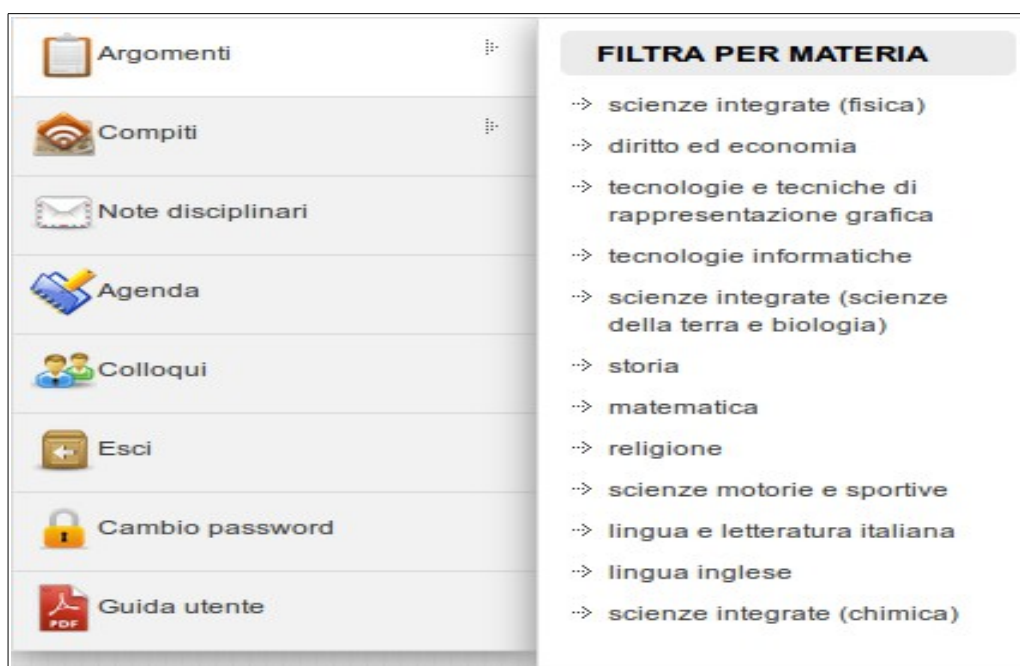 Argomenti
Compiti
Note disciplinari
Agenda
Colloqui
Esci
Cambio password
PDF
Guida utente
FILTRA PER MATERIA
scienze integrate (fisica)
diritto ed economia
tecnologie e tecniche di
rappresentazione grafica
tecnologie informatiche
scienze integrate (scienze
della terra e biologia)
storia
matematica
religione
scienze motorie e sportive
lingua e letteratura italiana
lingua inglese
scienze integrate (chimica)